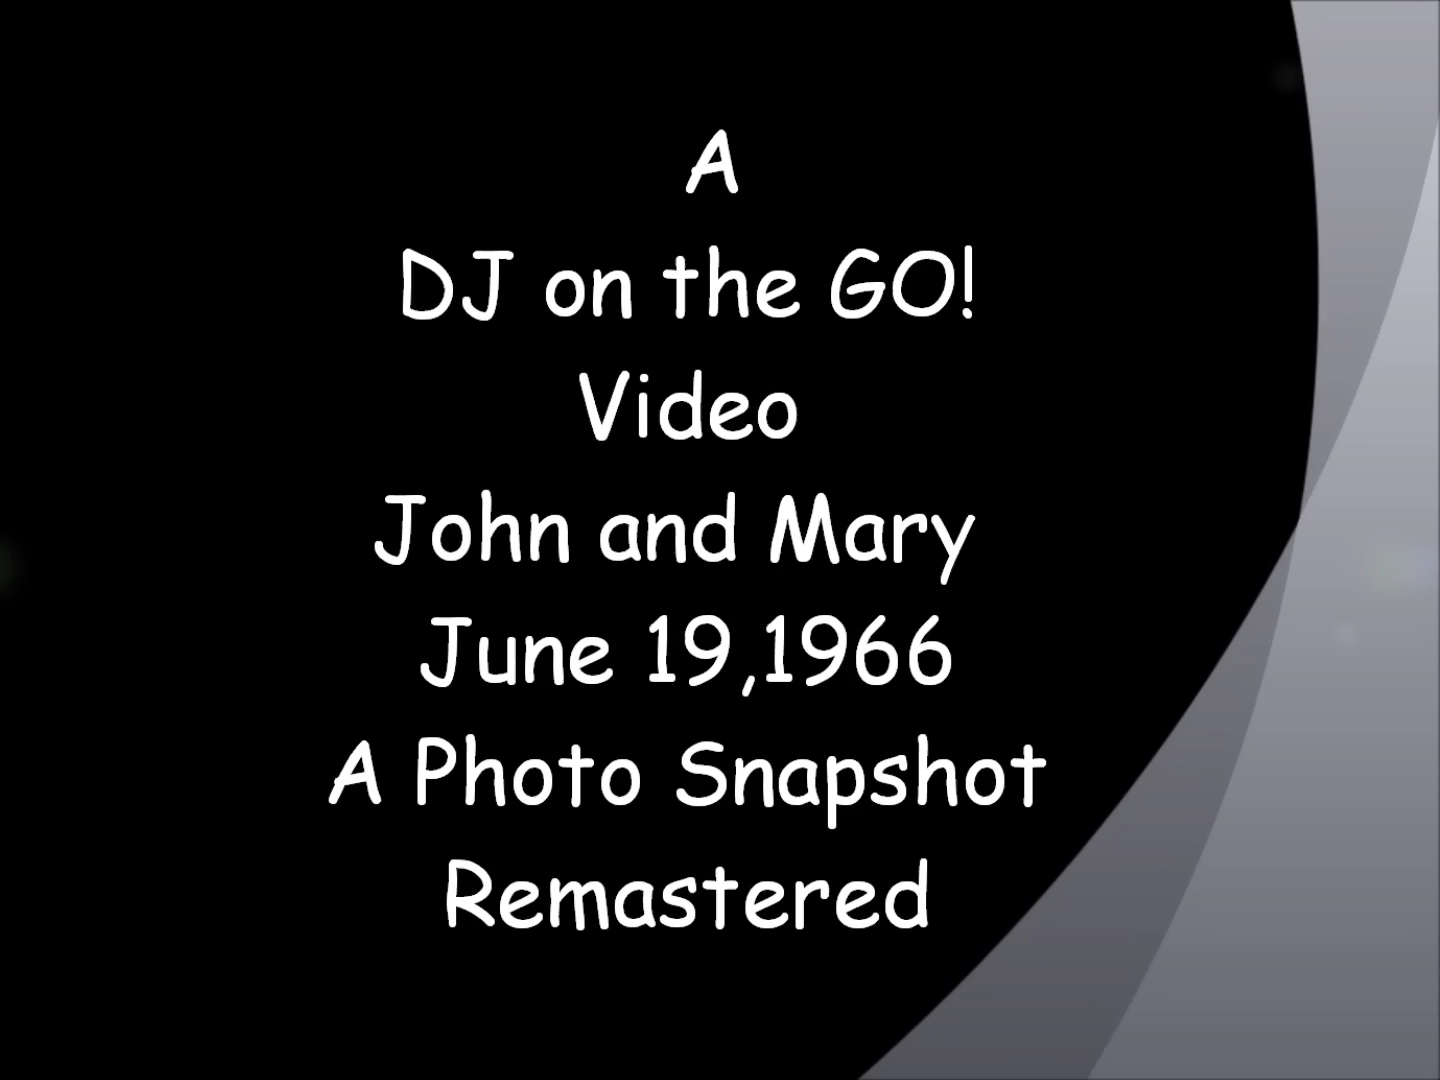 A
DJ on the GO!
Video
John and Mary
June 19,1966
A Photo Snapshot
Remastered